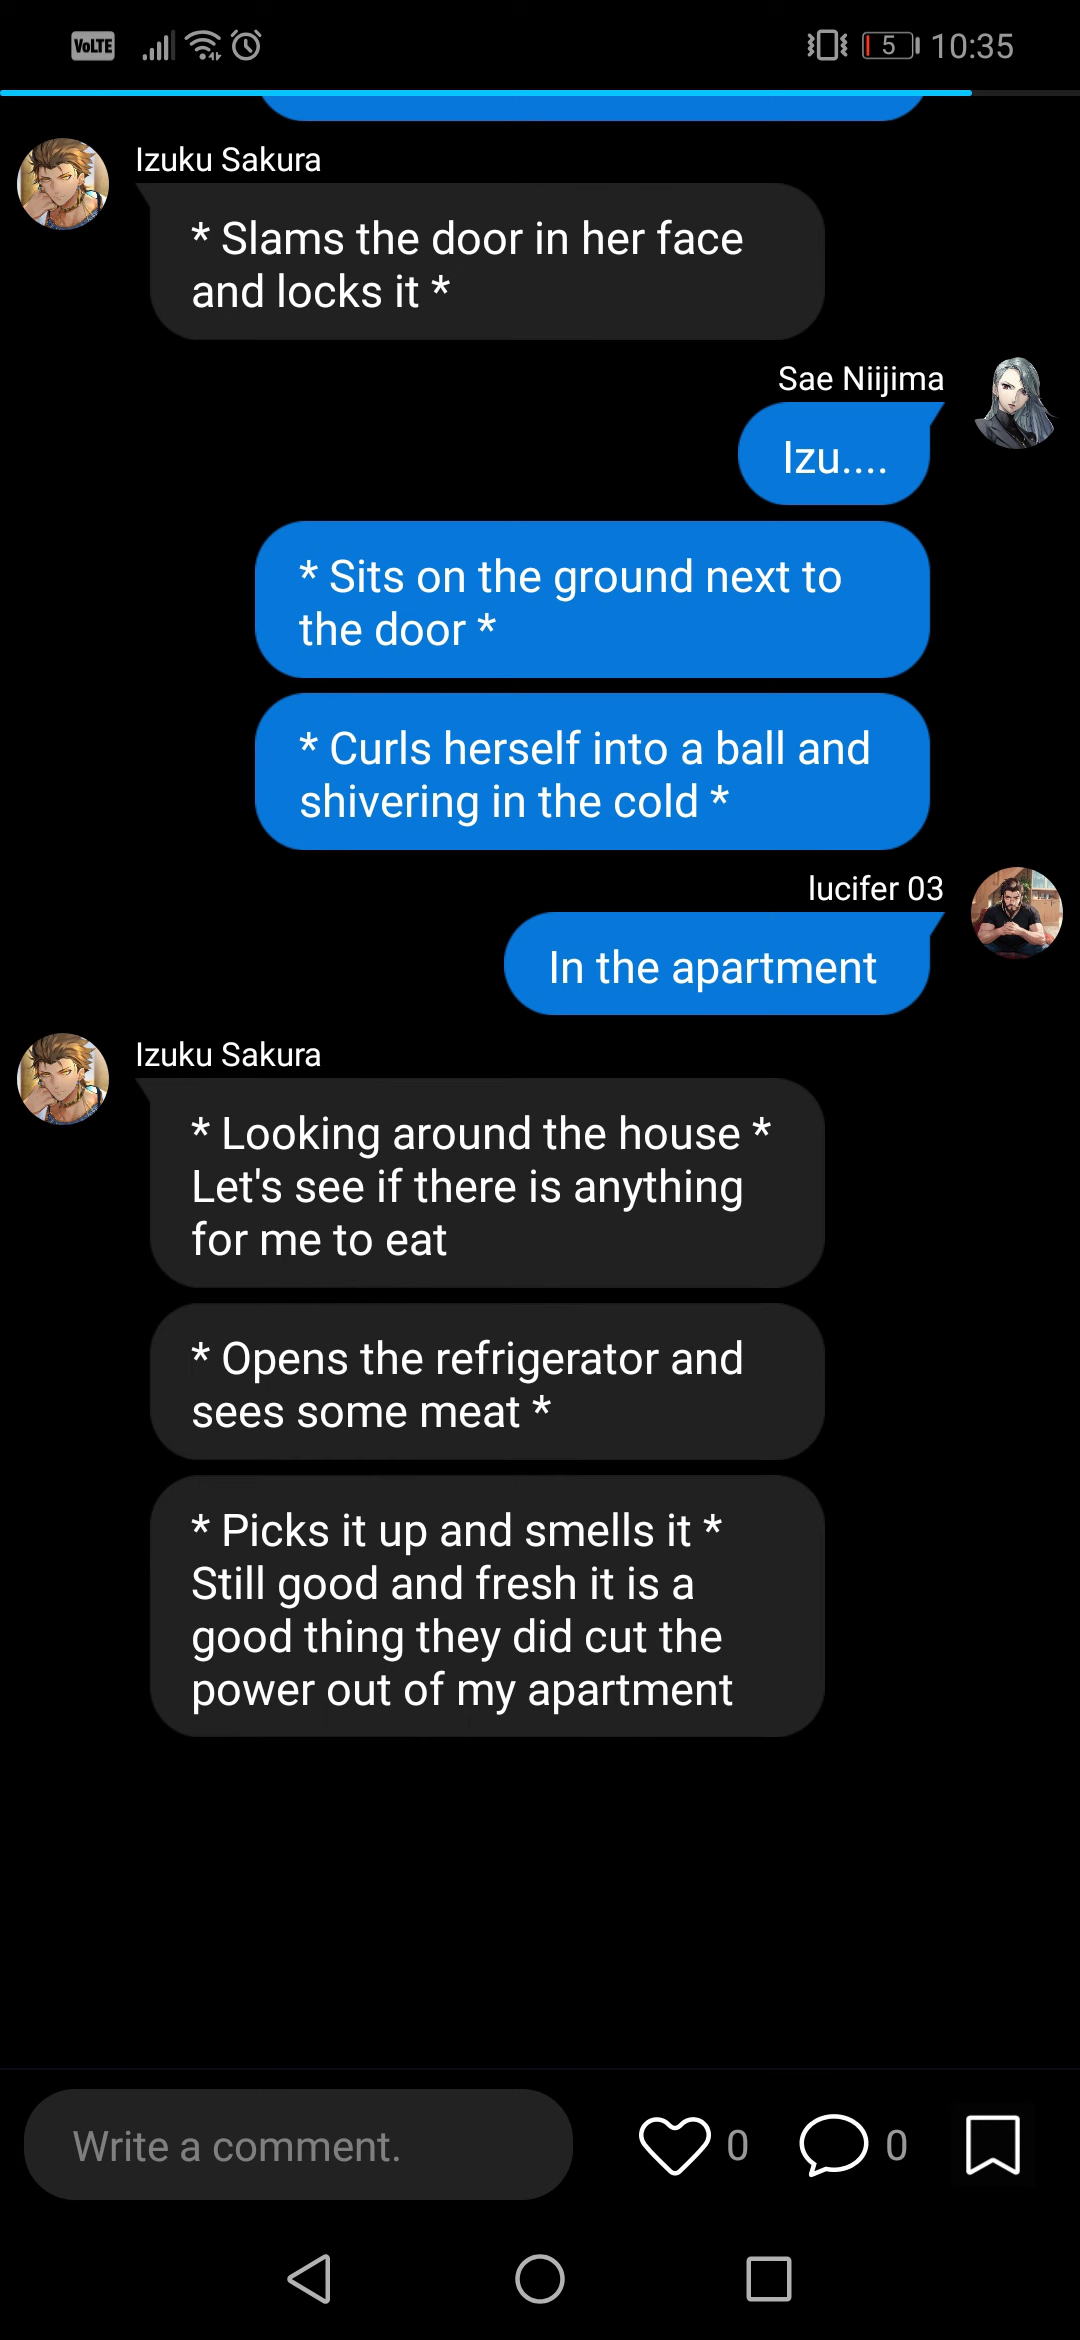 VoLTE
5
10:35
Izuku Sakura
* Slams the door in her face
and locks it *
Sae Niijima
Izu....
* Sits on the ground next to
the door *
* Curls herself into a ball and
shivering in the cold *
lucifer 03
In the apartment
Izuku Sakura
* Looking around the house *
Let's see if there is anything
for me to eat
* Opens the refrigerator and
sees some meat *
* Picks it up and smells it *
Still good and fresh it is a
good thing they did cut the
power out of my apartment
Write a comment.
0
0